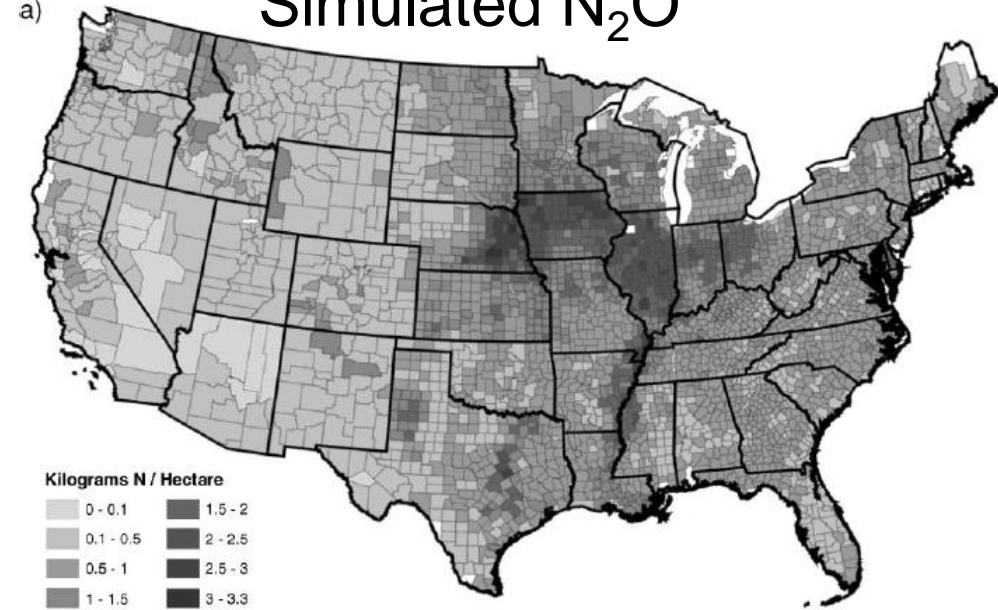 a)
Simulated N₂O
Kilograms N / Hectare
0 - 0.1
0.1 - 0.5
0.5 - 1
1 - 1.5
1.5 - 2
2 - 2.5
2.5 - 3
3 - 3.3